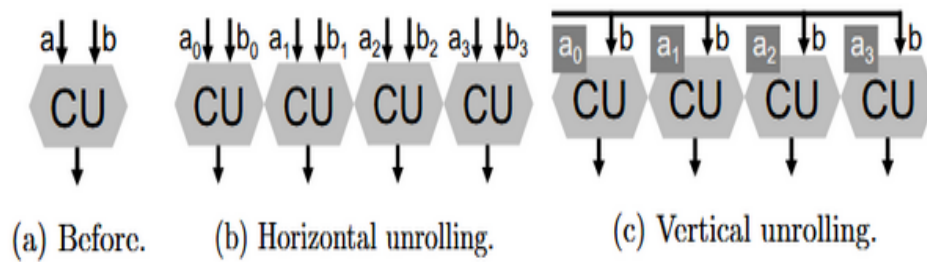 a b
CU
(a) Before.
a₀ b₀ a₁ b₁ a₂ b₂ a₃ b₃
CU CU CU CU
(b) Horizontal unrolling.
a₀ b a₁ b a₂ b a₃ b
CU CU CU CU
(c) Vertical unrolling.